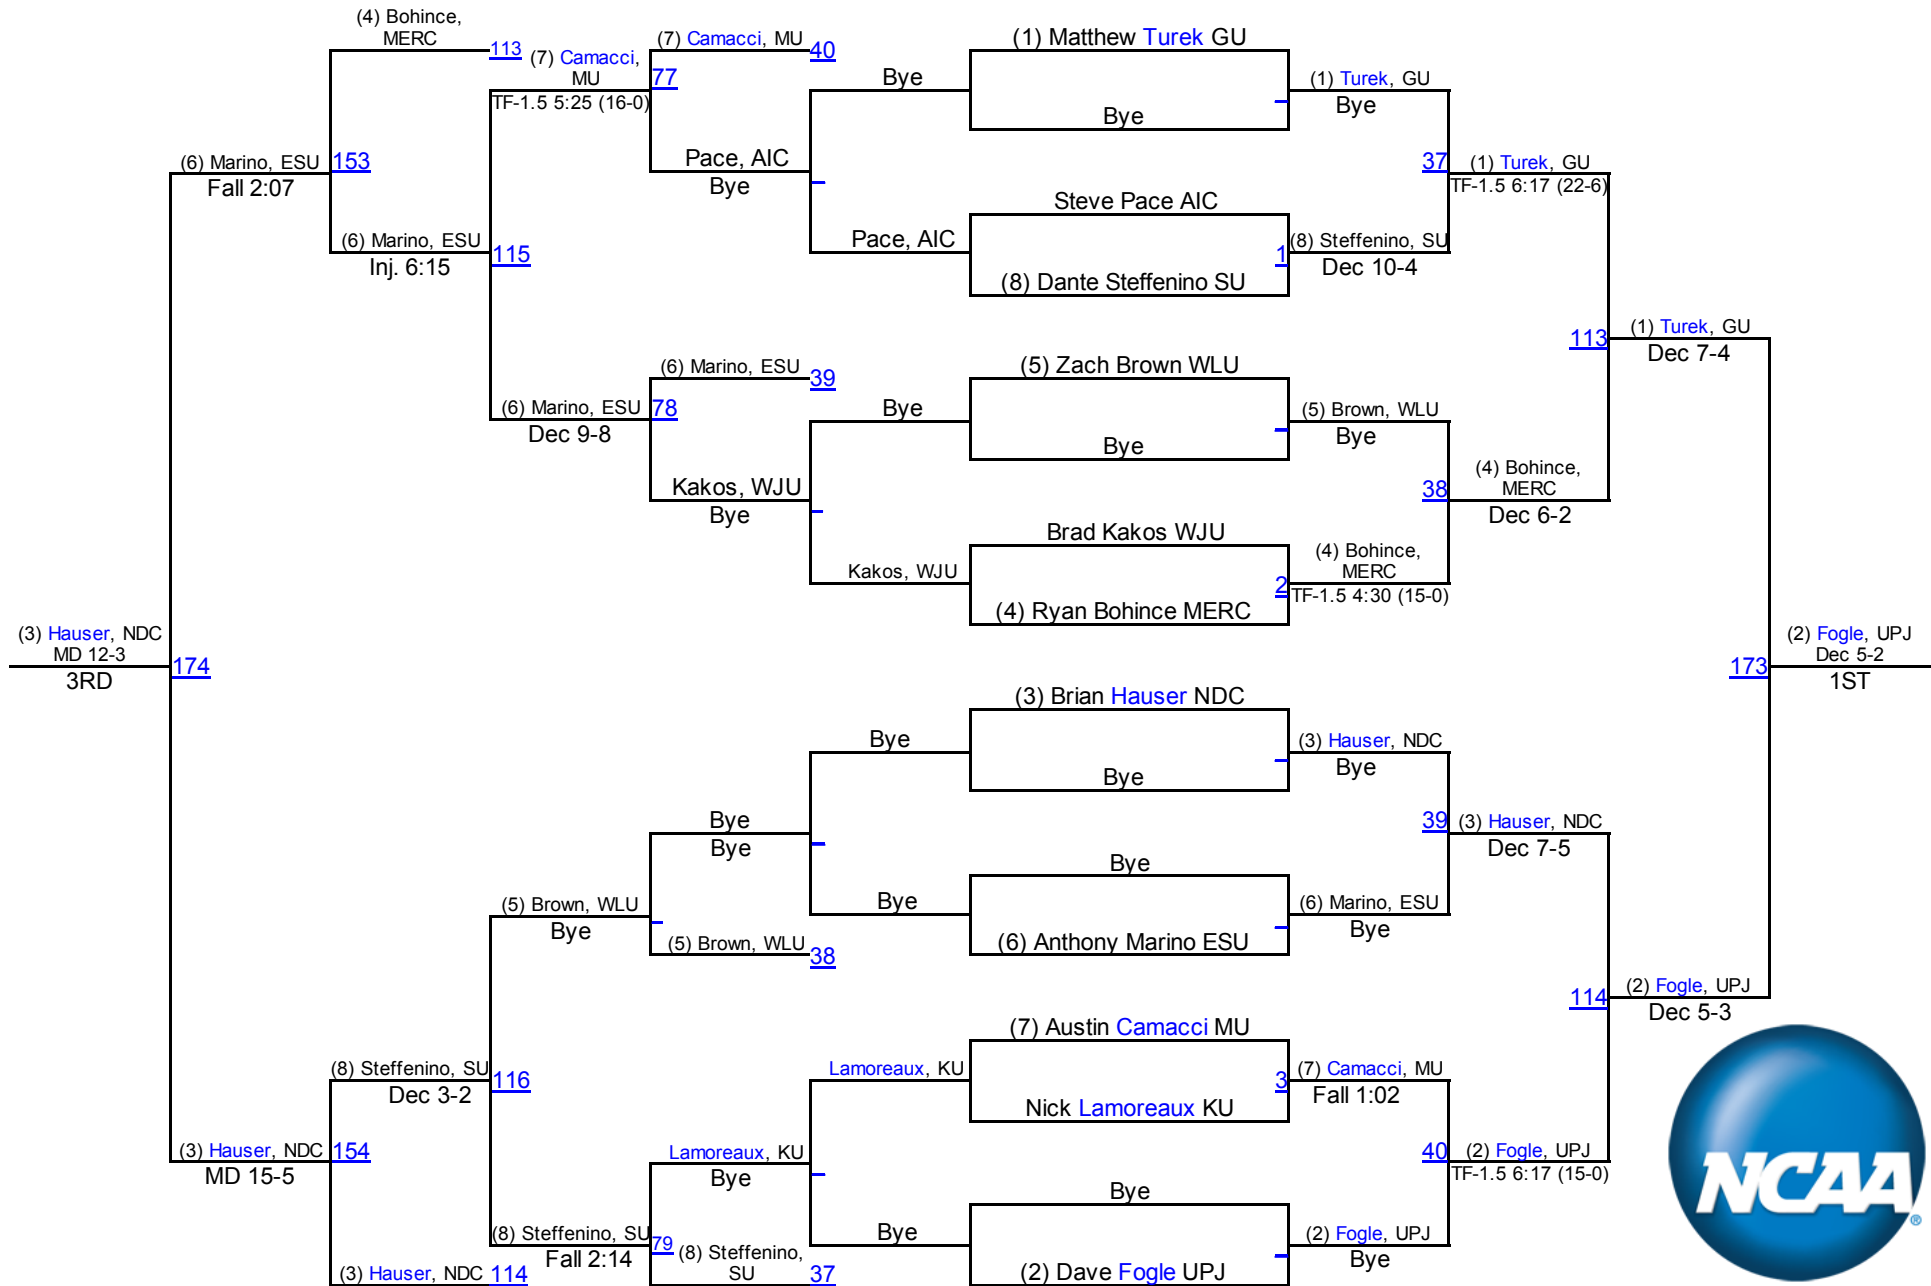 (4) Bohince,
MERC
113
(7) Camacci,
MU
TF-1.5 5:25 (16-0)
(7) Camacci, MU
40
77
Bye
(1) Matthew Turek GU
Bye
(1) Turek, GU
Bye
(6) Marino, ESU
Fall 2:07
153
Pace, AIC
Bye
37
(1) Turek, GU
TF-1.5 6:17 (22-6)
(6) Marino, ESU
Inj. 6:15
115
Pace, AIC
Steve Pace AIC
(8) Dante Steffenino SU
1
(8) Steffenino, SU
Dec 10-4
113
(1) Turek, GU
Dec 7-4
(6) Marino, ESU
39
(6) Marino, ESU
Dec 9-8
78
Bye
(5) Zach Brown WLU
Bye
(5) Brown, WLU
Bye
Kakos, WJU
Bye
38
(4) Bohince,
MERC
Dec 6-2
Kakos, WJU
Brad Kakos WJU
(4) Ryan Bohince MERC
2
(4) Bohince,
MERC
TF-1.5 4:30 (15-0)
(3) Hauser, NDC
MD 12-3
3RD
174
173
(2) Fogle, UPJ
Dec 5-2
1ST
Bye
(3) Brian Hauser NDC
Bye
(3) Hauser, NDC
Bye
Bye
Bye
39
(3) Hauser, NDC
Dec 7-5
(5) Brown, WLU
Bye
(5) Brown, WLU
38
Bye
Bye
(6) Anthony Marino ESU
(6) Marino, ESU
Bye
114
(2) Fogle, UPJ
Dec 5-3
(8) Steffenino, SU
Dec 3-2
116
Lamoreaux, KU
(7) Austin Camacci MU
Nick Lamoreaux KU
3
(7) Camacci, MU
Fall 1:02
(3) Hauser, NDC
MD 15-5
154
Lamoreaux, KU
Bye
40
(2) Fogle, UPJ
TF-1.5 6:17 (15-0)
(8) Steffenino, SU
Fall 2:14
79
(8) Steffenino,
SU
37
Bye
Bye
(2) Dave Fogle UPJ
(2) Fogle, UPJ
Bye
(3) Hauser, NDC
114
NCAA
®